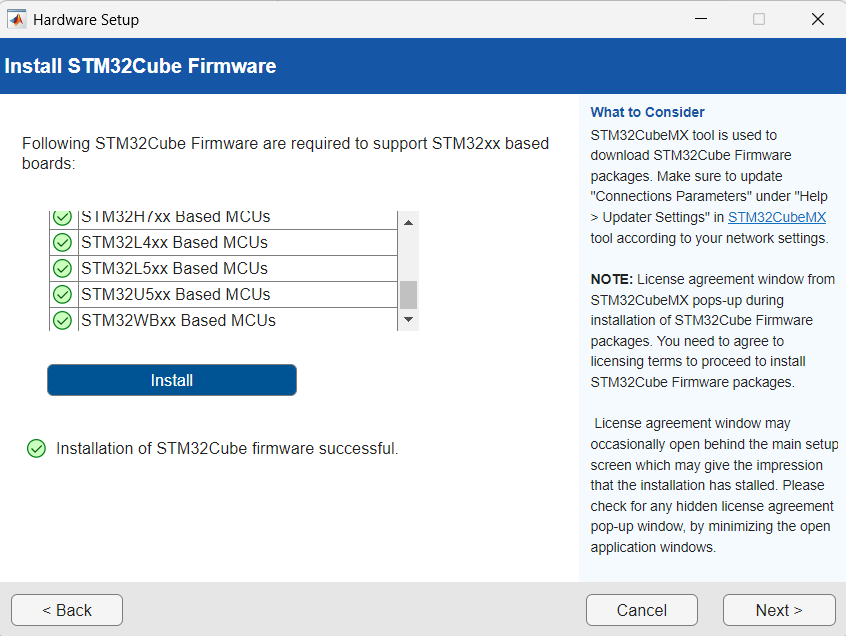 Hardware Setup
Install STM32Cube Firmware
Following STM32Cube Firmware are required to support STM32xx based
boards:
STM32H7xx Based MCUs
STM32L4xx Based MCUs
STM32L5xx Based MCUs
STM32U5xx Based MCUs
STM32WBxx Based MCUs
Install
Installation of STM32Cube firmware successful.
What to Consider
STM32CubeMX tool is used to
download STM32Cube Firmware
packages. Make sure to update
"Connections Parameters" under "Help
> Updater Settings" in STM32CubeMX
tool according to your network settings.
NOTE: License agreement window from
STM32CubeMX pops-up during
installation of STM32Cube Firmware
packages. You need to agree to
licensing terms to proceed to install
STM32Cube Firmware packages.
License agreement window may
occasionally open behind the main setup
screen which may give the impression
that the installation has stalled. Please
check for any hidden license agreement
pop-up window, by minimizing the open
application windows.
< Back
Cancel
Next >